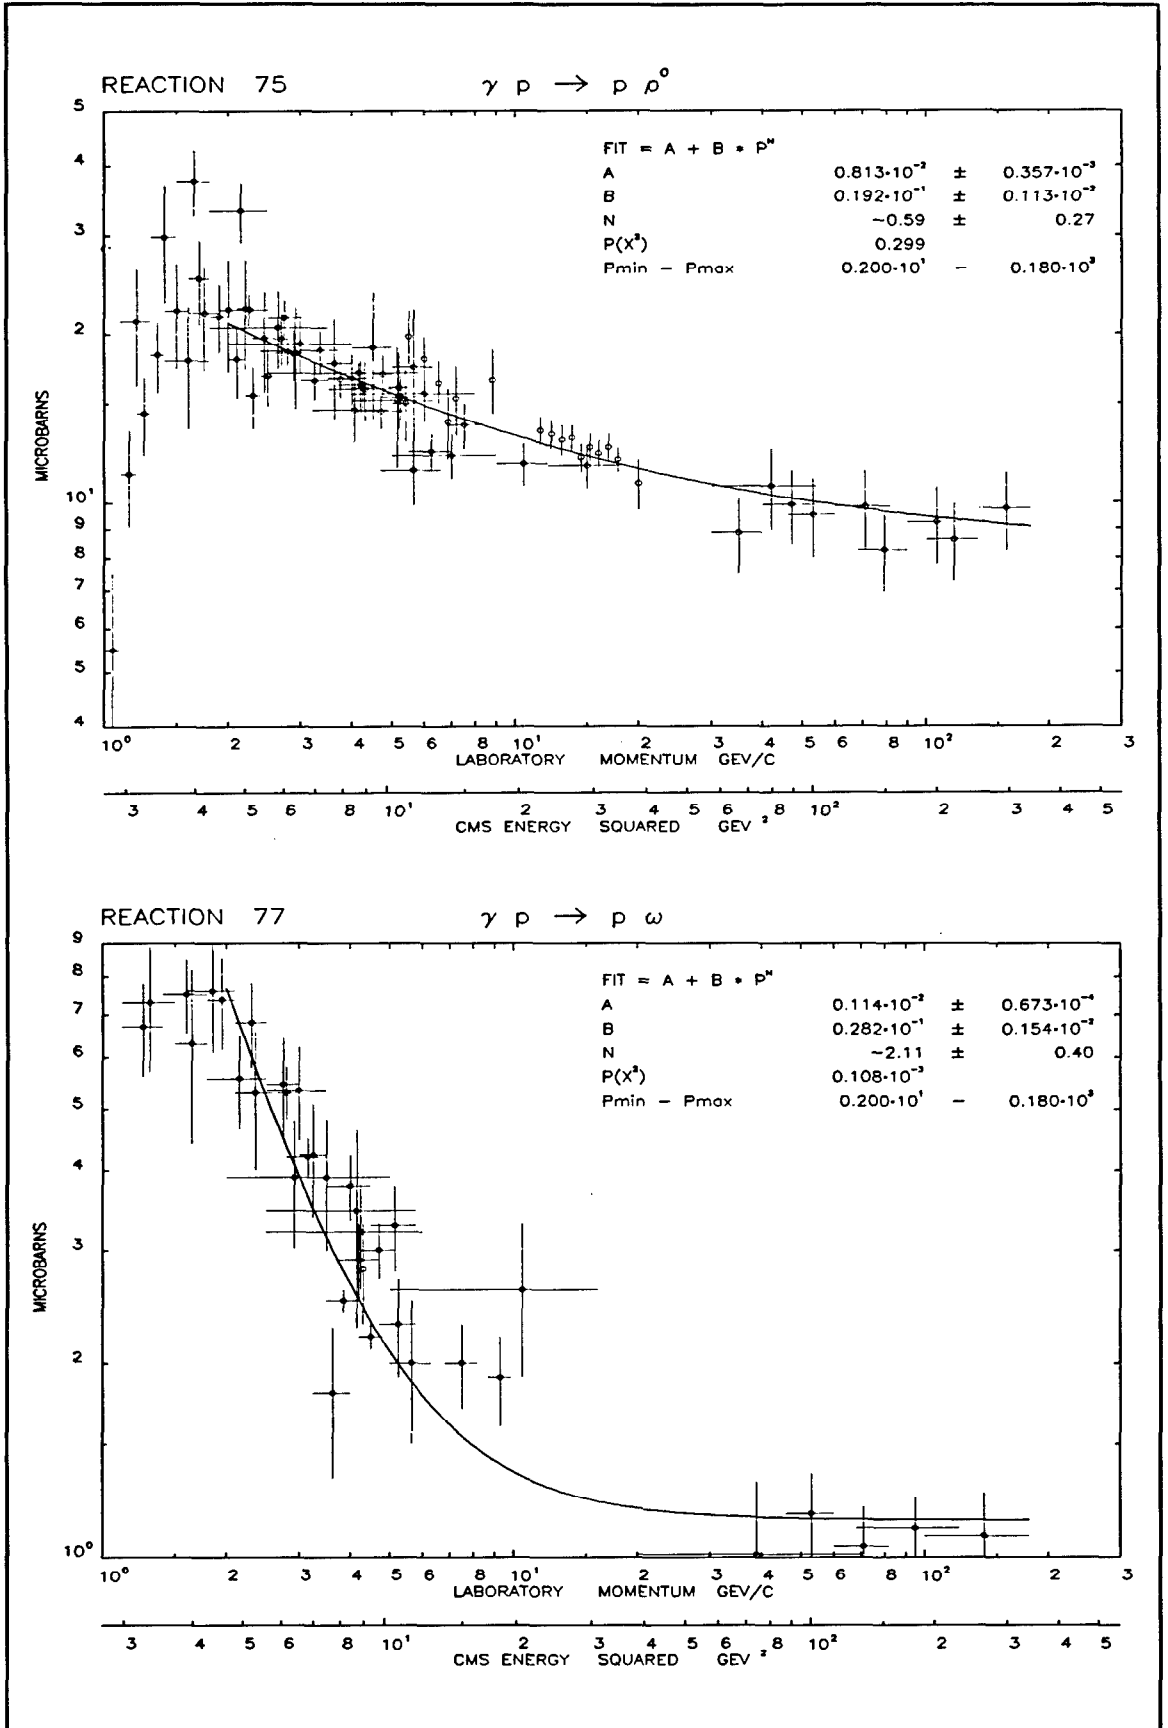 REACTION 75 γ p → p ρ⁰
5
4
3
2
10¹
9
8
7
6
5
4
MICROBARNS
FIT = A + B * Pᴺ
A 0.813·10⁻² ± 0.357·10⁻³
B 0.192·10⁻¹ ± 0.113·10⁻²
N −0.59 ± 0.27
P(X²) 0.299
Pmin − Pmax 0.200·10¹ − 0.180·10³
10⁰ 2 3 4 5 6 8 10¹ 2 3 4 6 8 10² 2 3
LABORATORY MOMENTUM GEV/C
3 4 5 6 8 10¹ 2 3 4 5 6 8 10² 2 3 4 5
CMS ENERGY SQUARED GEV ²
REACTION 77 γ p → p ω
9
8
7
6
5
4
3
2
10⁰
MICROBARNS
FIT = A + B * Pᴺ
A 0.114·10⁻² ± 0.673·10⁻⁴
B 0.282·10⁻¹ ± 0.154·10⁻²
N −2.11 ± 0.40
P(X²) 0.108·10⁻³
Pmin − Pmax 0.200·10¹ − 0.180·10³
10⁰ 2 3 4 5 6 8 10¹ 2 3 4 6 8 10² 2 3
LABORATORY MOMENTUM GEV/C
3 4 5 6 8 10¹ 2 3 4 5 6 8 10² 2 3 4 5
CMS ENERGY SQUARED GEV ²